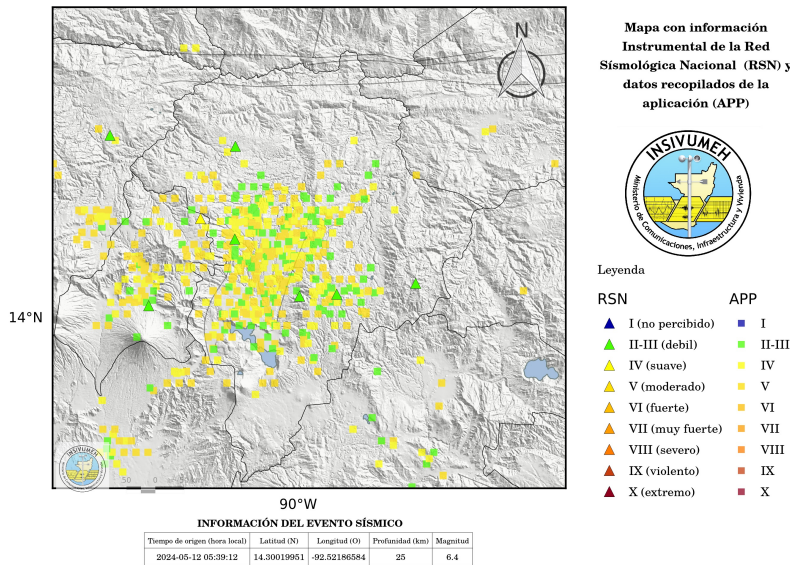 Mapa con información
Instrumental de la Red
Sísmológica Nacional (RSN) y
datos recopilados de la
aplicación (APP)
N
INSIVUMEH
Ministerio de Comunicaciones, Infraestructura y Vivienda
Leyenda
RSN APP
I (no percibido) I
II-III (debil) II-III
IV (suave) IV
V (moderado) V
VI (fuerte) VI
VII (muy fuerte) VII
VIII (severo) VIII
IX (violento) IX
X (extremo) X
14°N
INSIVUMEH
50
90°W
INFORMACIÓN DEL EVENTO SÍSMICO
Tiempo de origen (hora local) Latitud (N) Longitud (O) Profunidad (km) Magnitud
2024-05-12 05:39:12 14.30019951 -92.52186584 25 6.4